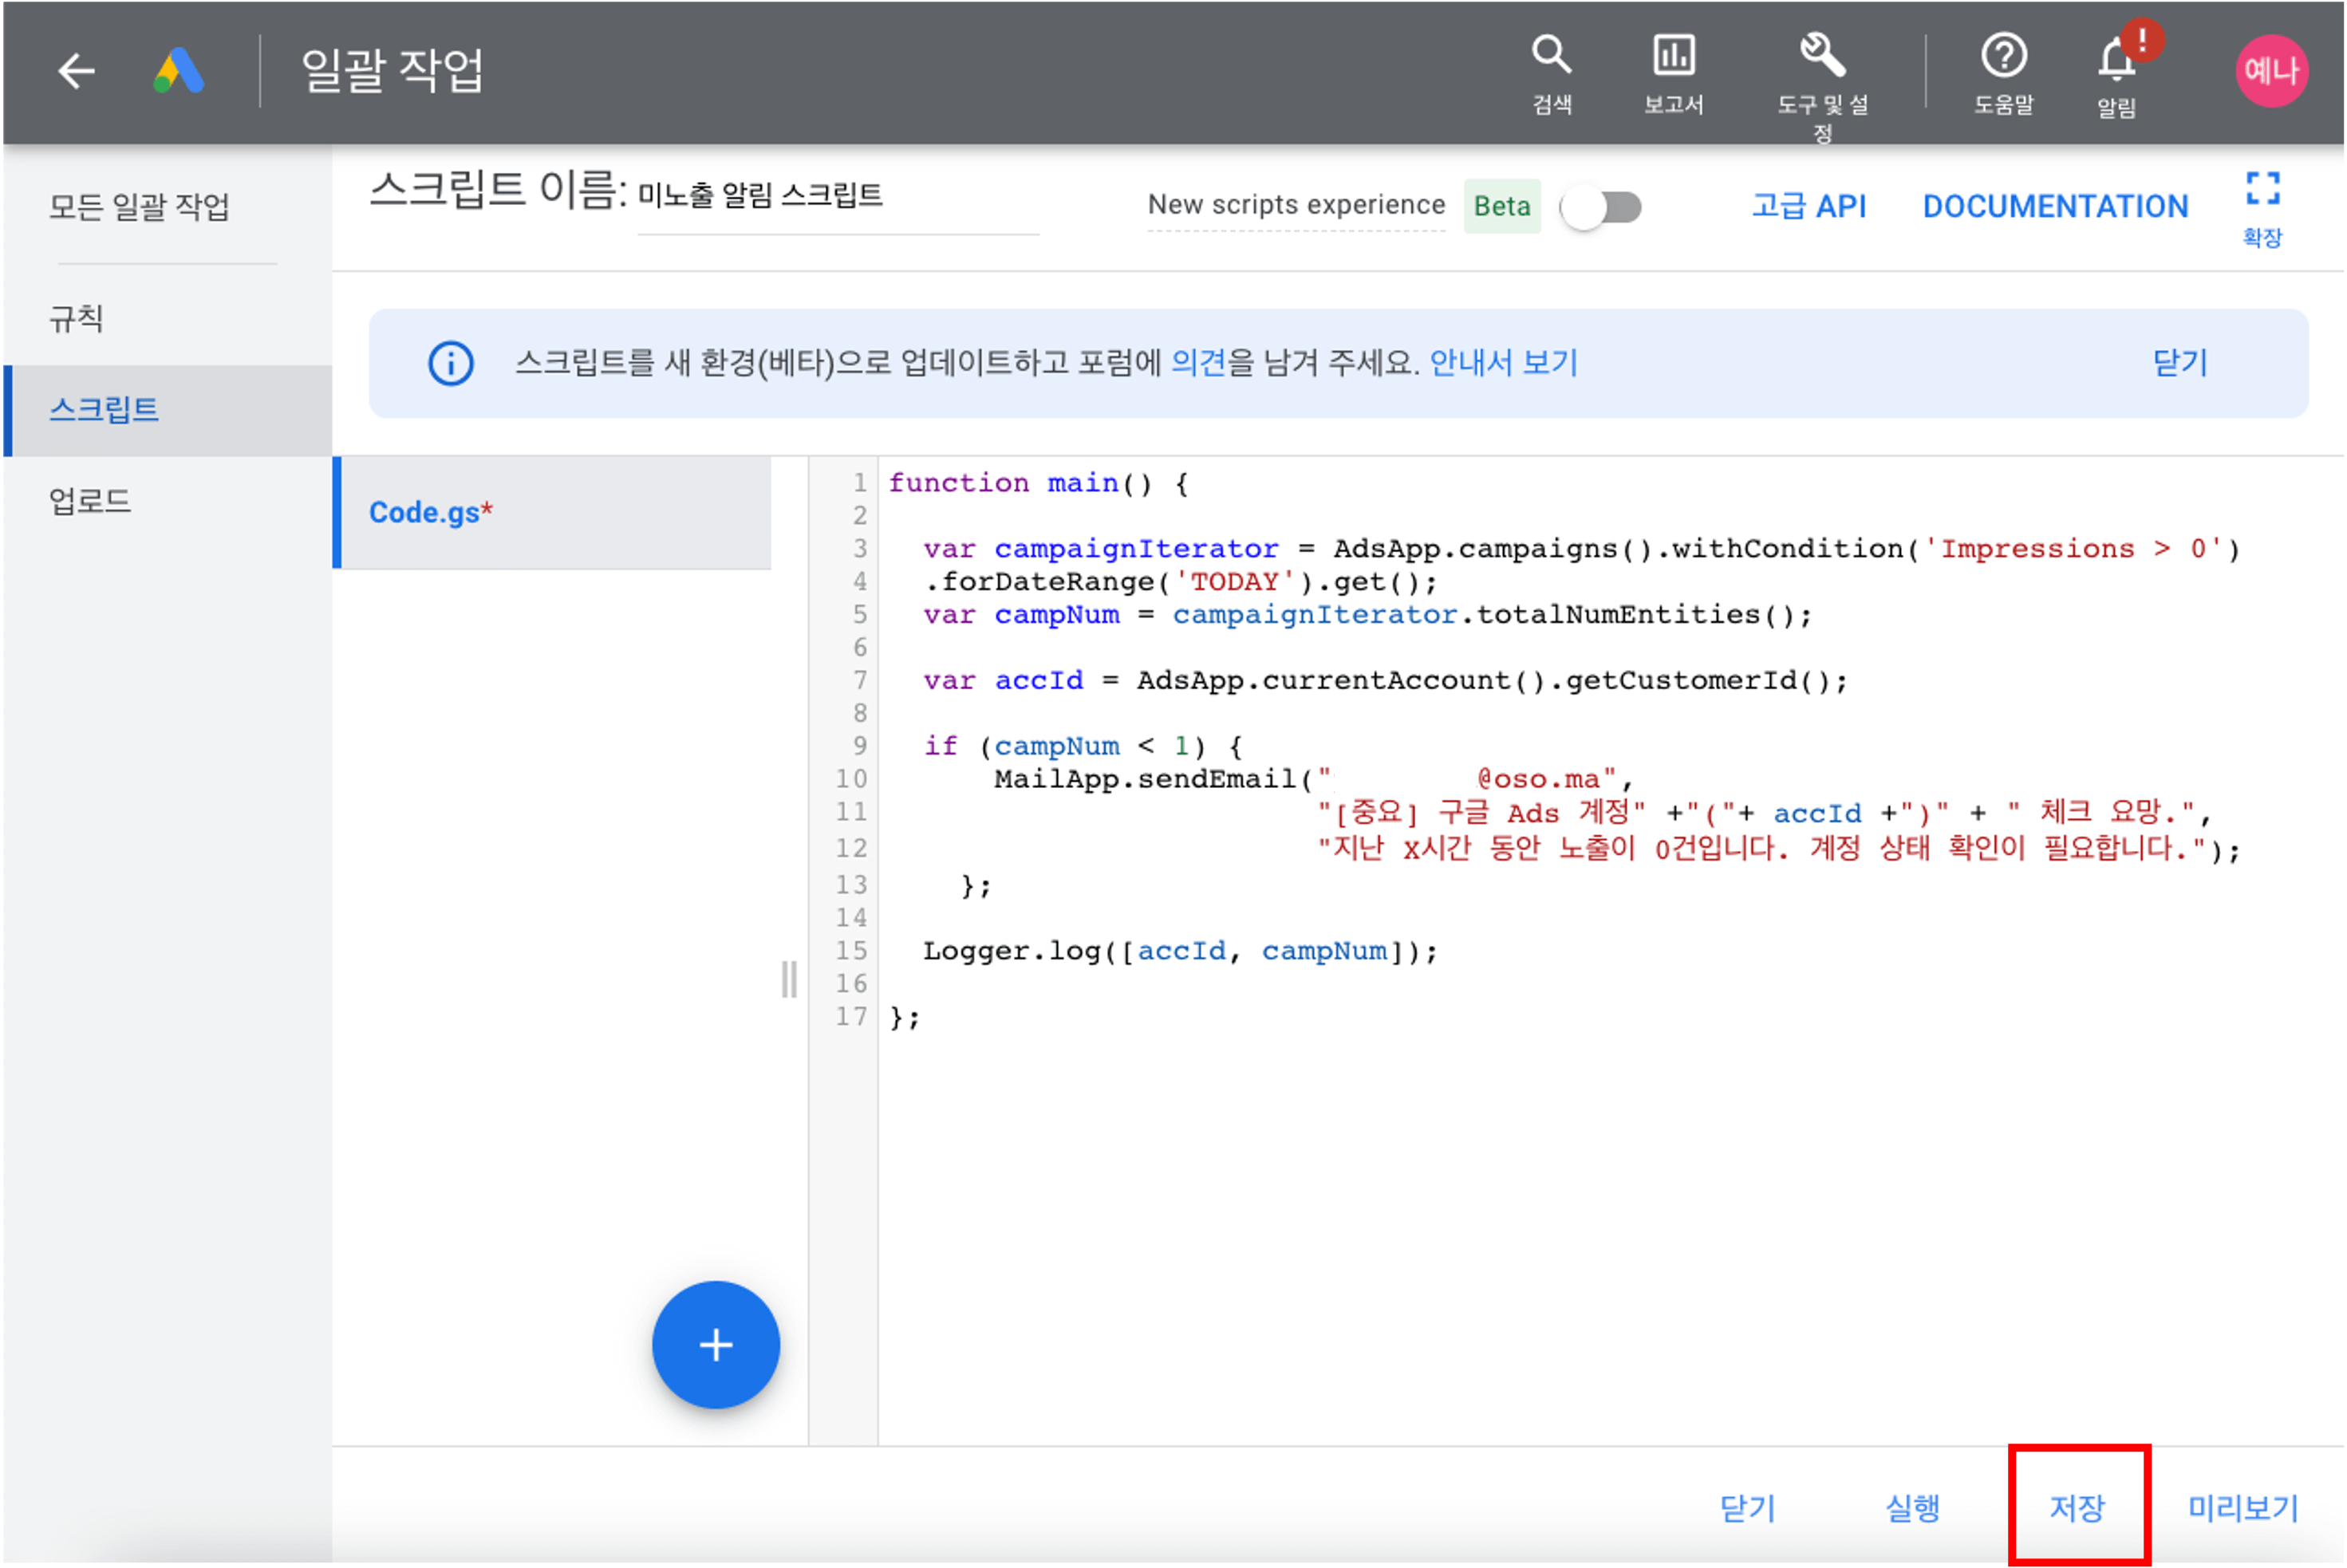 일괄 작업
검색
보고서
도구 및 설
정
도움말
알림
!
예나
모든 일괄 작업
규칙
스크립트
업로드
스크립트 이름: 미노출 알림 스크립트
New scripts experience Beta
고급 API
DOCUMENTATION
확장
스크립트를 새 환경(베타)으로 업데이트하고 포럼에 의견을 남겨 주세요. 안내서 보기
닫기
Code.gs*
1 function main() {
2
3 var campaignIterator = AdsApp.campaigns().withCondition('Impressions > 0')
4 .forDateRange('TODAY').get();
5 var campNum = campaignIterator.totalNumEntities();
6
7 var accId = AdsApp.currentAccount().getCustomerId();
8
9 if (campNum < 1) {
10 MailApp.sendEmail(" @oso.ma",
11 "[중요] 구글 Ads 계정" +"("+ accId +")" + " 체크 요망.",
12 "지난 X시간 동안 노출이 0건입니다. 계정 상태 확인이 필요합니다.");
13 };
14
15 Logger.log([accId, campNum]);
16
17 };
+
닫기
실행
저장
미리보기